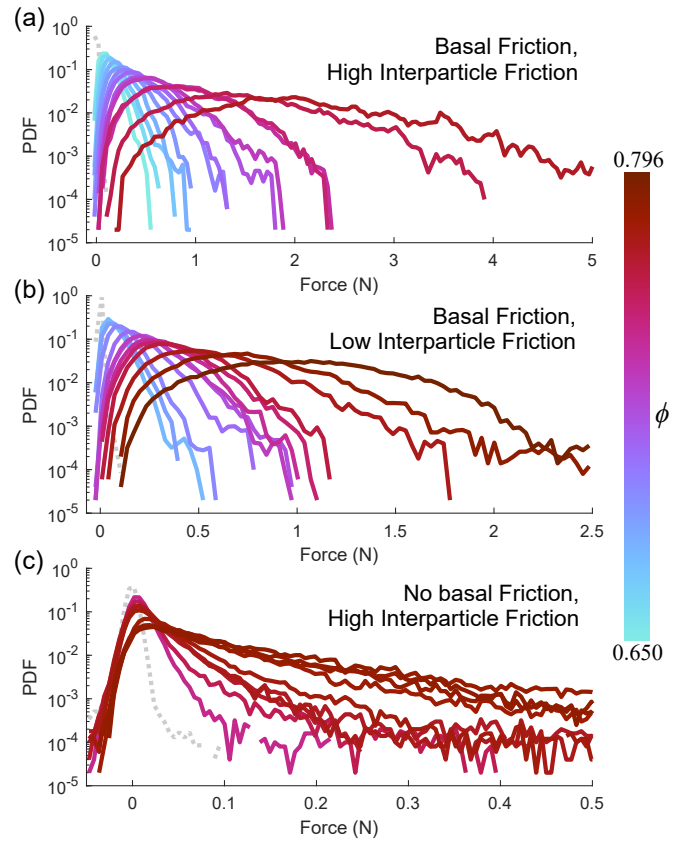 (a)
Basal Friction,
High Interparticle Friction
PDF
10^0
10^-1
10^-2
10^-3
10^-4
10^-5
0 1 2 3 4 5
Force (N)
(b)
Basal Friction,
Low Interparticle Friction
PDF
10^0
10^-1
10^-2
10^-3
10^-4
10^-5
0 0.5 1 1.5 2 2.5
Force (N)
(c)
No basal Friction,
High Interparticle Friction
PDF
10^0
10^-1
10^-2
10^-3
10^-4
10^-5
0 0.1 0.2 0.3 0.4 0.5
Force (N)
0.796
ϕ
0.650